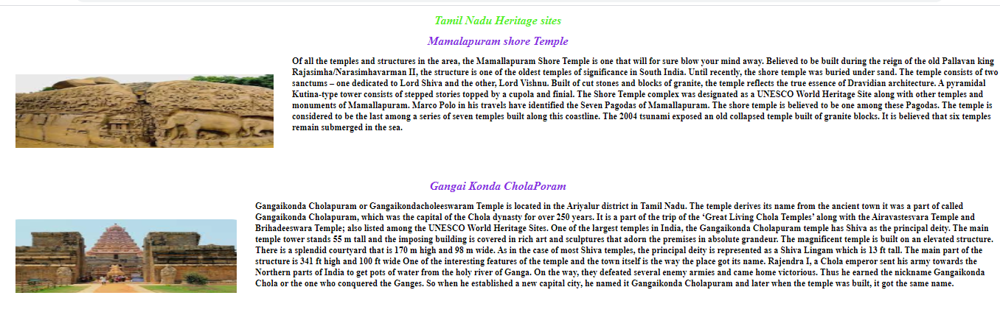 Tamil Nadu Heritage sites
Mamalapuram shore Temple
Of all the temples and structures in the area, the Mamallapuram Shore Temple is one that will for sure blow your mind away. Believed to be built during the reign of the old Pallavan king
Rajasimha/Narasimhavarman II, the structure is one of the oldest temples of significance in South India. Until recently, the shore temple was buried under sand. The temple consists of two
sanctums – one dedicated to Lord Shiva and the other, Lord Vishnu. Built of cut stones and blocks of granite, the temple reflects the true essence of Dravidian architecture. A pyramidal
Kutina-type tower consists of stepped stories topped by a cupola and finial. The Shore Temple complex was designated as a UNESCO World Heritage Site along with other temples and
monuments of Mamallapuram. Marco Polo in his travels have identified the Seven Pagodas of Mamallapuram. The shore temple is believed to be one among these Pagodas. The temple is
considered to be the last among a series of seven temples built along this coastline. The 2004 tsunami exposed an old collapsed temple built of granite blocks. It is believed that six temples
remain submerged in the sea.
Gangai Konda CholaPoram
Gangaikonda Cholapuram or Gangaikondacholeeswaram Temple is located in the Ariyalur district in Tamil Nadu. The temple derives its name from the ancient town it was a part of called
Gangaikonda Cholapuram, which was the capital of the Chola dynasty for over 250 years. It is a part of the trip of the ‘Great Living Chola Temples’ along with the Airavastesvara Temple and
Brihadeeswara Temple; also listed among the UNESCO World Heritage Sites. One of the largest temples in India, the Gangaikonda Cholapuram temple has Shiva as the principal deity. The main
temple tower stands 55 m tall and the imposing building is covered in rich art and sculptures that adorn the premises in absolute grandeur. The magnificent temple is built on an elevated structure.
There is a splendid courtyard that is 170 m high and 98 m wide. As in the case of most Shiva temples, the principal deity is represented as a Shiva Lingam which is 13 ft tall. The main part of the
structure is 341 ft high and 100 ft wide One of the interesting features of the temple and the town itself is the way the place got its name. Rajendra I, a Chola emperor sent his army towards the
Northern parts of India to get pots of water from the holy river of Ganga. On the way, they defeated several enemy armies and came home victorious. Thus he earned the nickname Gangaikonda
Chola or the one who conquered the Ganges. So when he established a new capital city, he named it Gangaikonda Cholapuram and later when the temple was built, it got the same name.